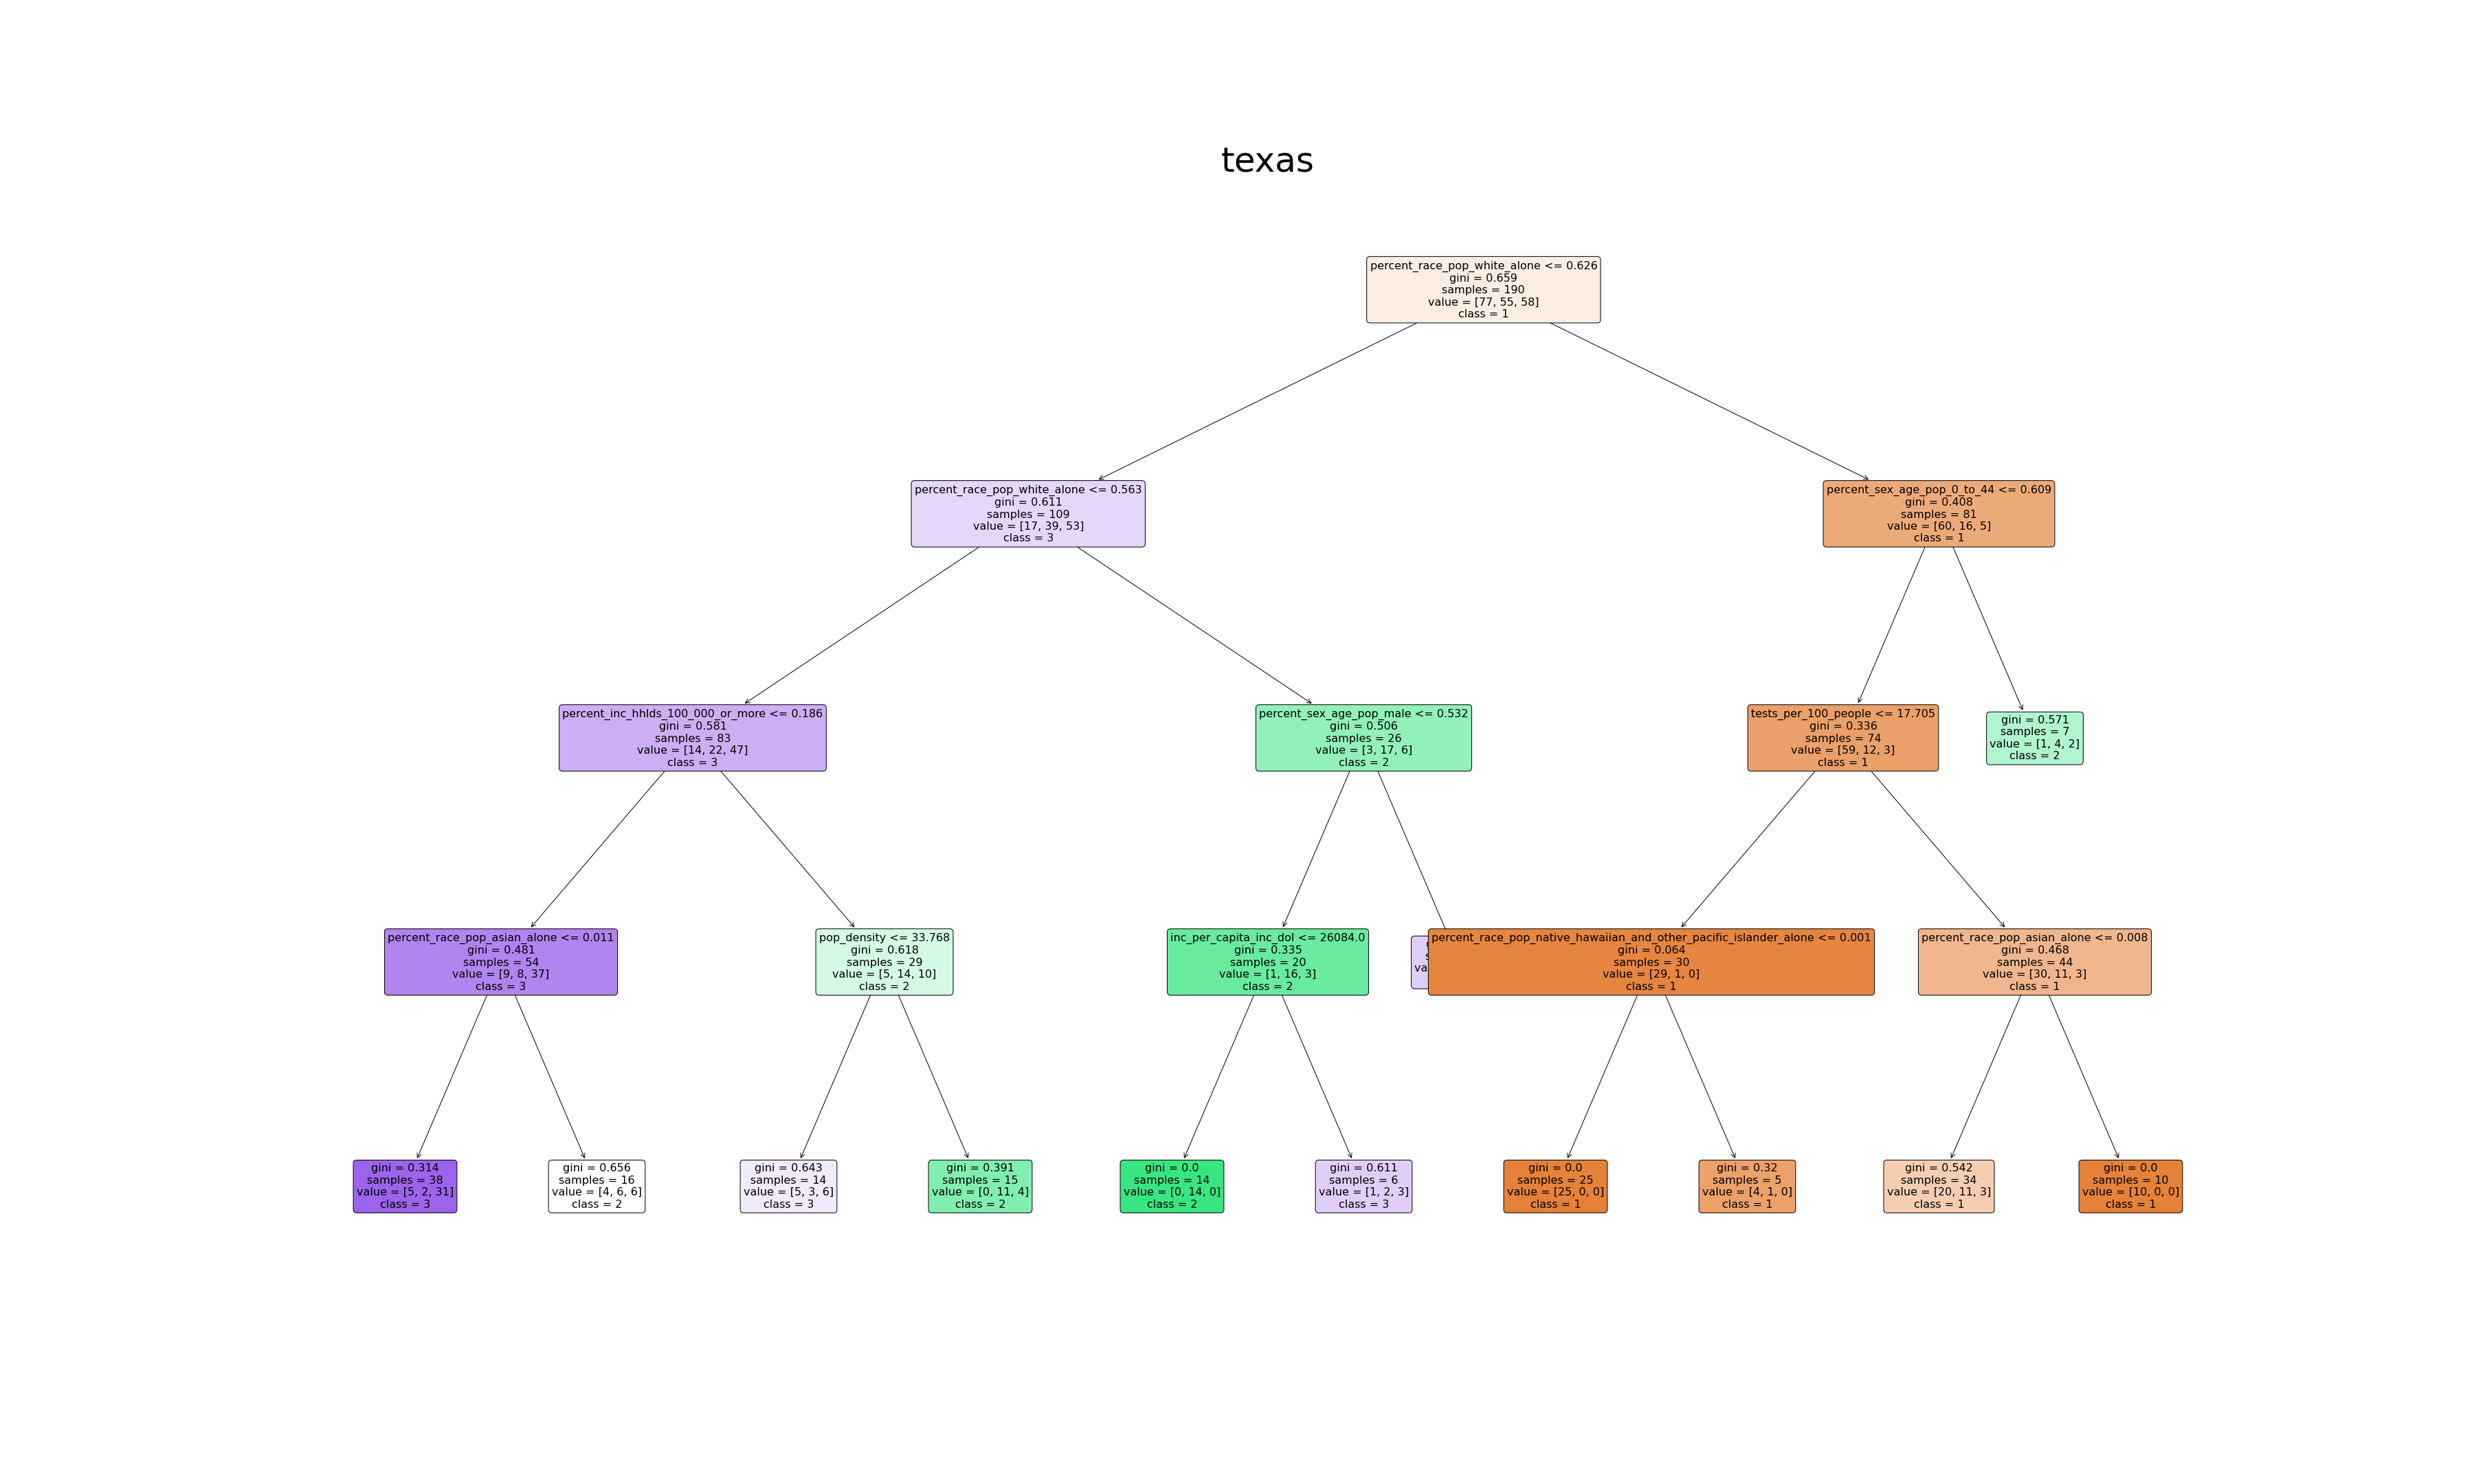 texas
percent_race_pop_white_alone <= 0.626
gini = 0.659
samples = 190
value = [77, 55, 58]
class = 1
percent_race_pop_white_alone <= 0.563
gini = 0.611
samples = 109
value = [17, 39, 53]
class = 3
percent_sex_age_pop_0_to_44 <= 0.609
gini = 0.408
samples = 81
value = [60, 16, 5]
class = 1
percent_inc_hhlds_100_000_or_more <= 0.186
gini = 0.581
samples = 83
value = [14, 22, 47]
class = 3
percent_sex_age_pop_male <= 0.532
gini = 0.506
samples = 26
value = [3, 17, 6]
class = 2
tests_per_100_people <= 17.705
gini = 0.336
samples = 74
value = [59, 12, 3]
class = 1
gini = 0.571
samples = 7
value = [1, 4, 2]
class = 2
percent_race_pop_asian_alone <= 0.011
gini = 0.481
samples = 54
value = [9, 8, 37]
class = 3
pop_density <= 33.768
gini = 0.618
samples = 29
value = [5, 14, 10]
class = 2
inc_per_capita_inc_dol <= 26084.0
gini = 0.335
samples = 20
value = [1, 16, 3]
class = 2
percent_race_pop_native_hawaiian_and_other_pacific_islander_alone <= 0.001
gini = 0.064
samples = 30
value = [29, 1, 0]
class = 1
percent_race_pop_asian_alone <= 0.008
gini = 0.468
samples = 44
value = [30, 11, 3]
class = 1
gini = 0.314
samples = 38
value = [5, 2, 31]
class = 3
gini = 0.656
samples = 16
value = [4, 6, 6]
class = 2
gini = 0.643
samples = 14
value = [5, 3, 6]
class = 3
gini = 0.391
samples = 15
value = [0, 11, 4]
class = 2
gini = 0.0
samples = 14
value = [0, 14, 0]
class = 2
gini = 0.611
samples = 6
value = [1, 2, 3]
class = 3
gini = 0.0
samples = 25
value = [25, 0, 0]
class = 1
gini = 0.32
samples = 5
value = [4, 1, 0]
class = 1
gini = 0.542
samples = 34
value = [20, 11, 3]
class = 1
gini = 0.0
samples = 10
value = [10, 0, 0]
class = 1